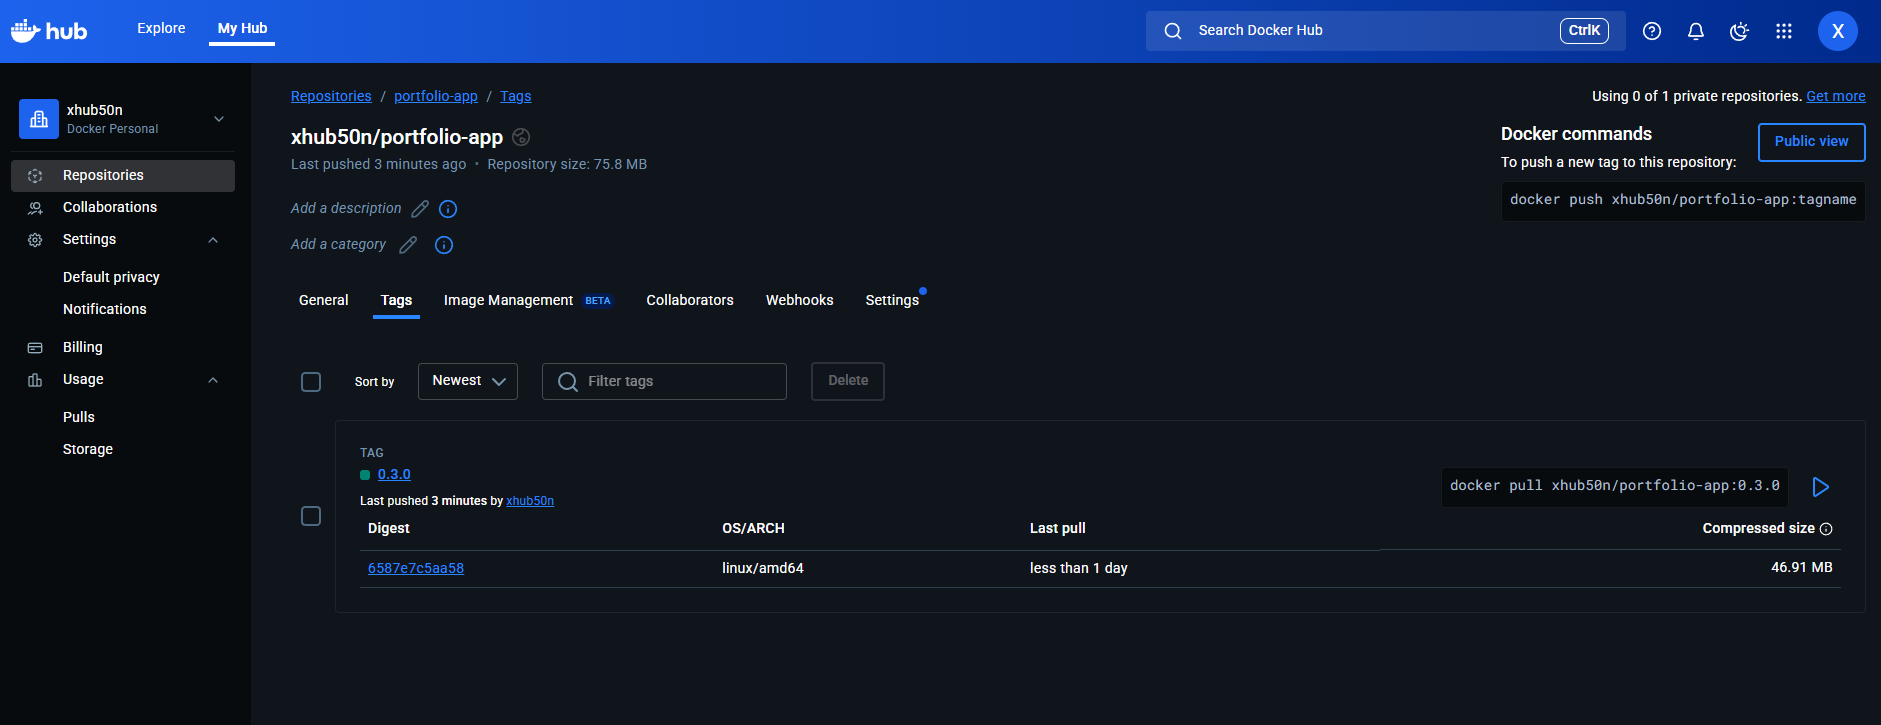 hub
Explore
My Hub
Search Docker Hub
CtrlK
X
xhub50n
Docker Personal
Repositories
Collaborations
Settings
Default privacy
Notifications
Billing
Usage
Pulls
Storage
Repositories / portfolio-app / Tags
Using 0 of 1 private repositories. Get more
xhub50n/portfolio-app
Last pushed 3 minutes ago · Repository size: 75.8 MB
Add a description
Add a category
Docker commands
Public view
To push a new tag to this repository:
docker push xhub50n/portfolio-app:tagname
General Tags Image Management BETA Collaborators Webhooks Settings
Sort by Newest Filter tags Delete
TAG
0.3.0
Last pushed 3 minutes by xhub50n
docker pull xhub50n/portfolio-app:0.3.0
Digest OS/ARCH Last pull Compressed size
6587e7c5aa58 linux/amd64 less than 1 day 46.91 MB